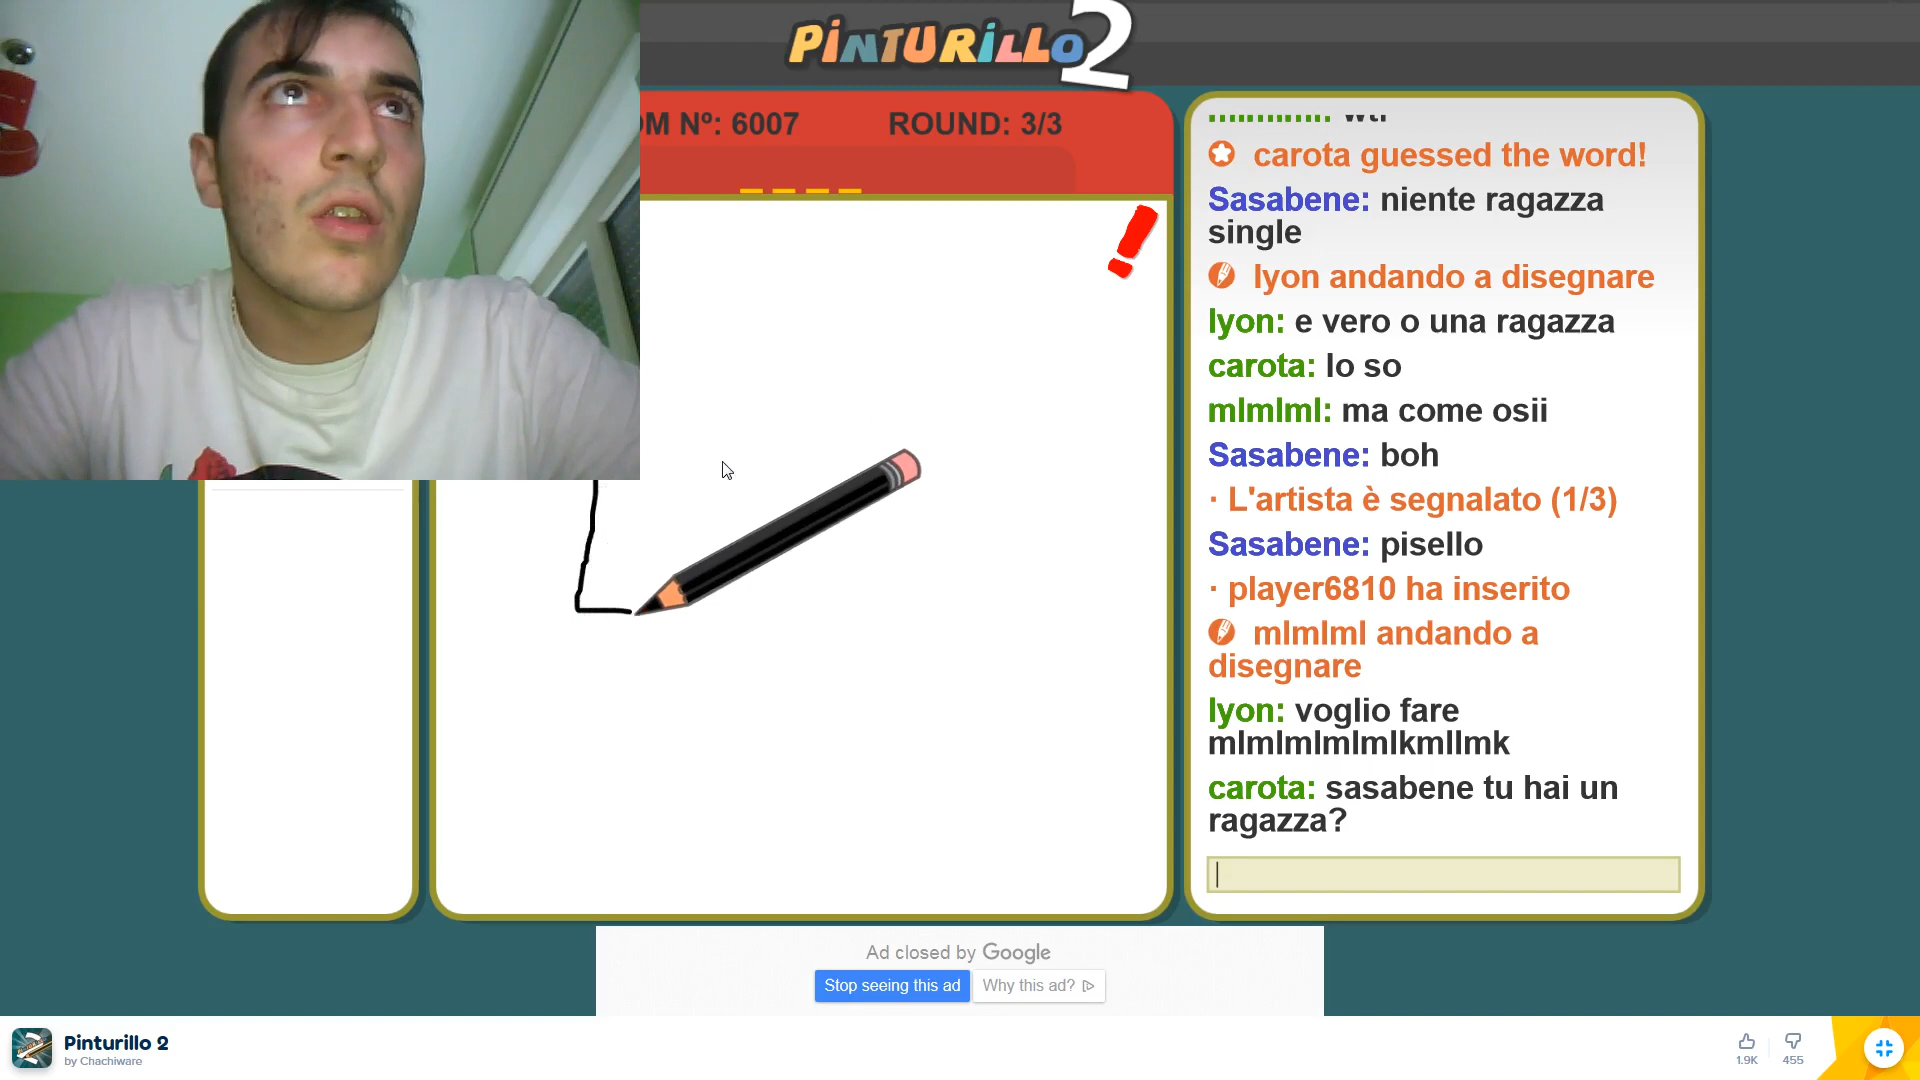 PINTURILLO 2
M Nº: 6007
ROUND: 3/3
carota guessed the word!
Sasabene: niente ragazza
single
lyon andando a disegnare
lyon: e vero o una ragazza
carota: lo so
mlmlml: ma come osii
Sasabene: boh
· L'artista è segnalato (1/3)
Sasabene: pisello
· player6810 ha inserito
mlmlml andando a
disegnare
lyon: voglio fare
mlmlmlmlmlkmllmk
carota: sasabene tu hai un
ragazza?
Ad closed by Google
Stop seeing this ad
Why this ad?
Pinturillo 2
by Chachiware
1.9K
455